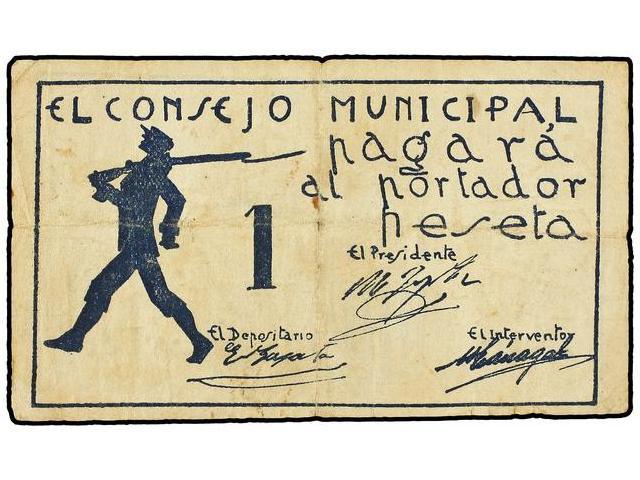 EL CONSEJO MUNICIPAL
pagará
al portador
1 peseta
El Presidente
El Depositario
El Interventor